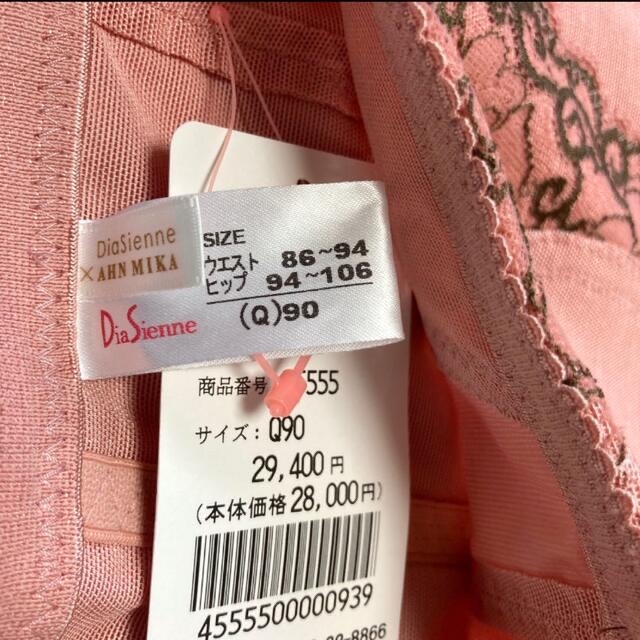 DiaSienne
×AHN MIKA
DiaSienne
SIZE
ウエスト 86~94
ヒップ 94~106
(Q)90
商品番号
5555
サイズ: Q90
29,400円
(本体価格28,000円)
4555500000939
-8866